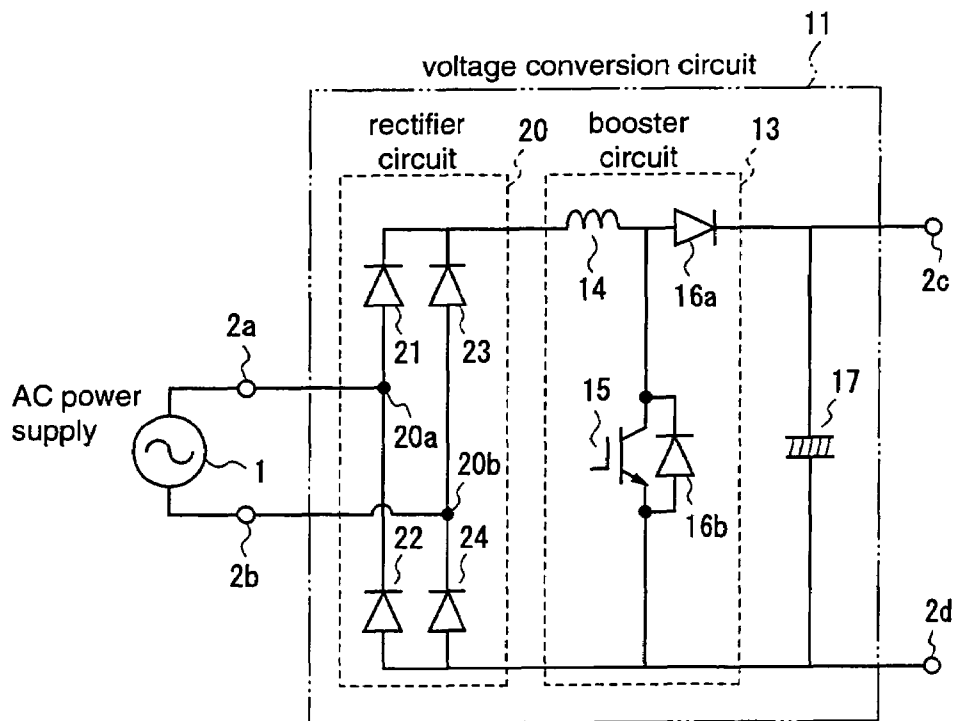 11
voltage conversion circuit
rectifier
circuit
20
booster
circuit
13
14
16a
2c
21
23
2a
AC power
supply
20a
15
17
1
20b
16b
22
24
2b
2d